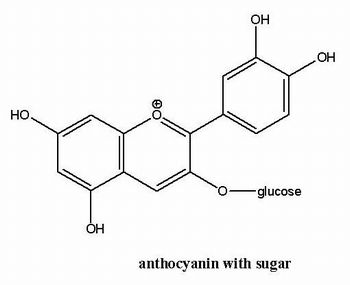 OH
OH
HO
O
⊕
O—glucose
OH
anthocyanin with sugar